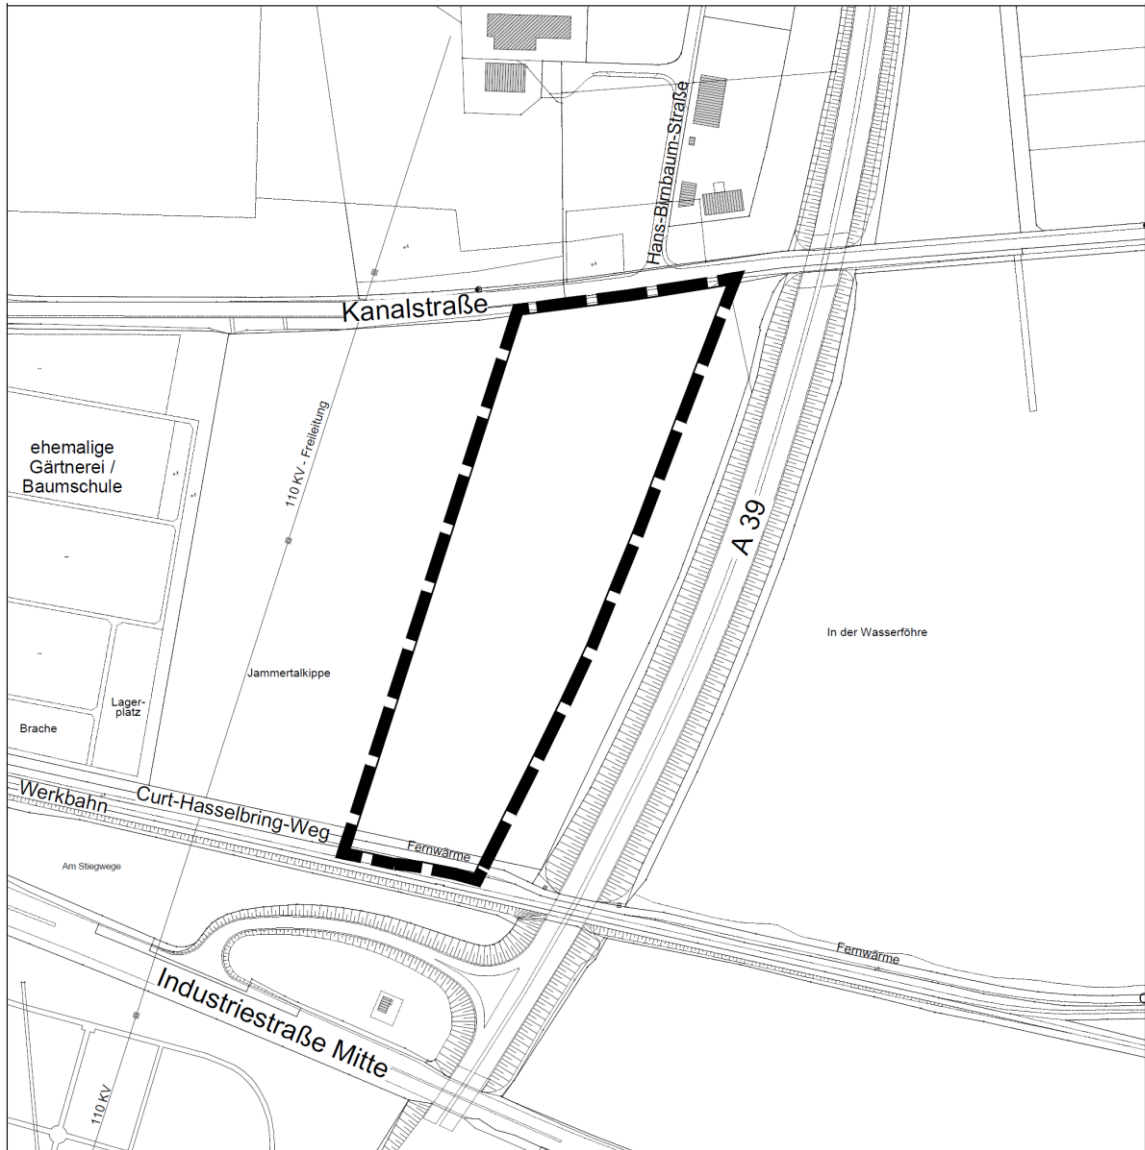 Hans-Birnbaum-Straße
Kanalstraße
110 KV - Freileitung
ehemalige
Gärtnerei /
Baumschule
A 39
In der Wasserföhre
Jammertalkippe
Lager-
platz
Brache
Werkbahn
Curt-Hasselbring-Weg
Fernwärme
Am Stiegwege
Fernwärme
Industriestraße Mitte
110 KV